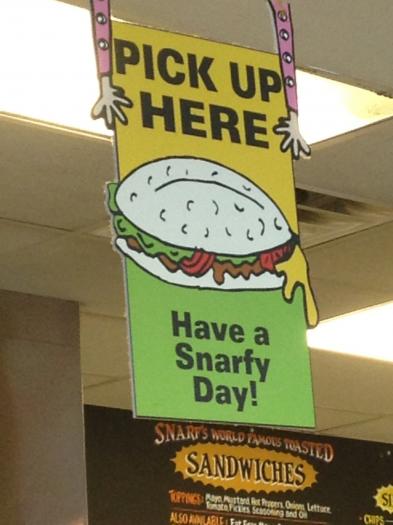 PICK UP
HERE
Have a
Snarfy
Day!
SNARF'S WORLD FAMOUS TOASTED
SANDWICHES
TOPPINGS: Mayo, Mustard, Hot Peppers, Onions, Lettuce,
Tomato, Pickles, Seasoning and Oil
ALSO AVAILABLE:
CHIPS